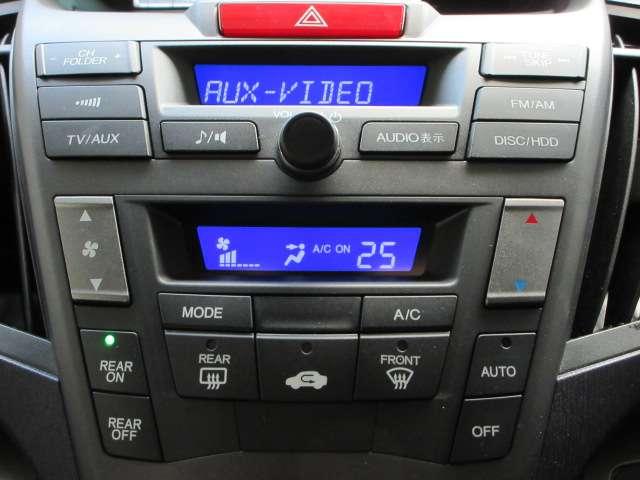 CH
FOLDER
TUNE
SKIP
AUX-VIDEO
VOL
FM/AM
TV/AUX
AUDIO表示
DISC/HDD
A/C ON 25
MODE
A/C
REAR
ON
REAR
FRONT
AUTO
REAR
OFF
OFF